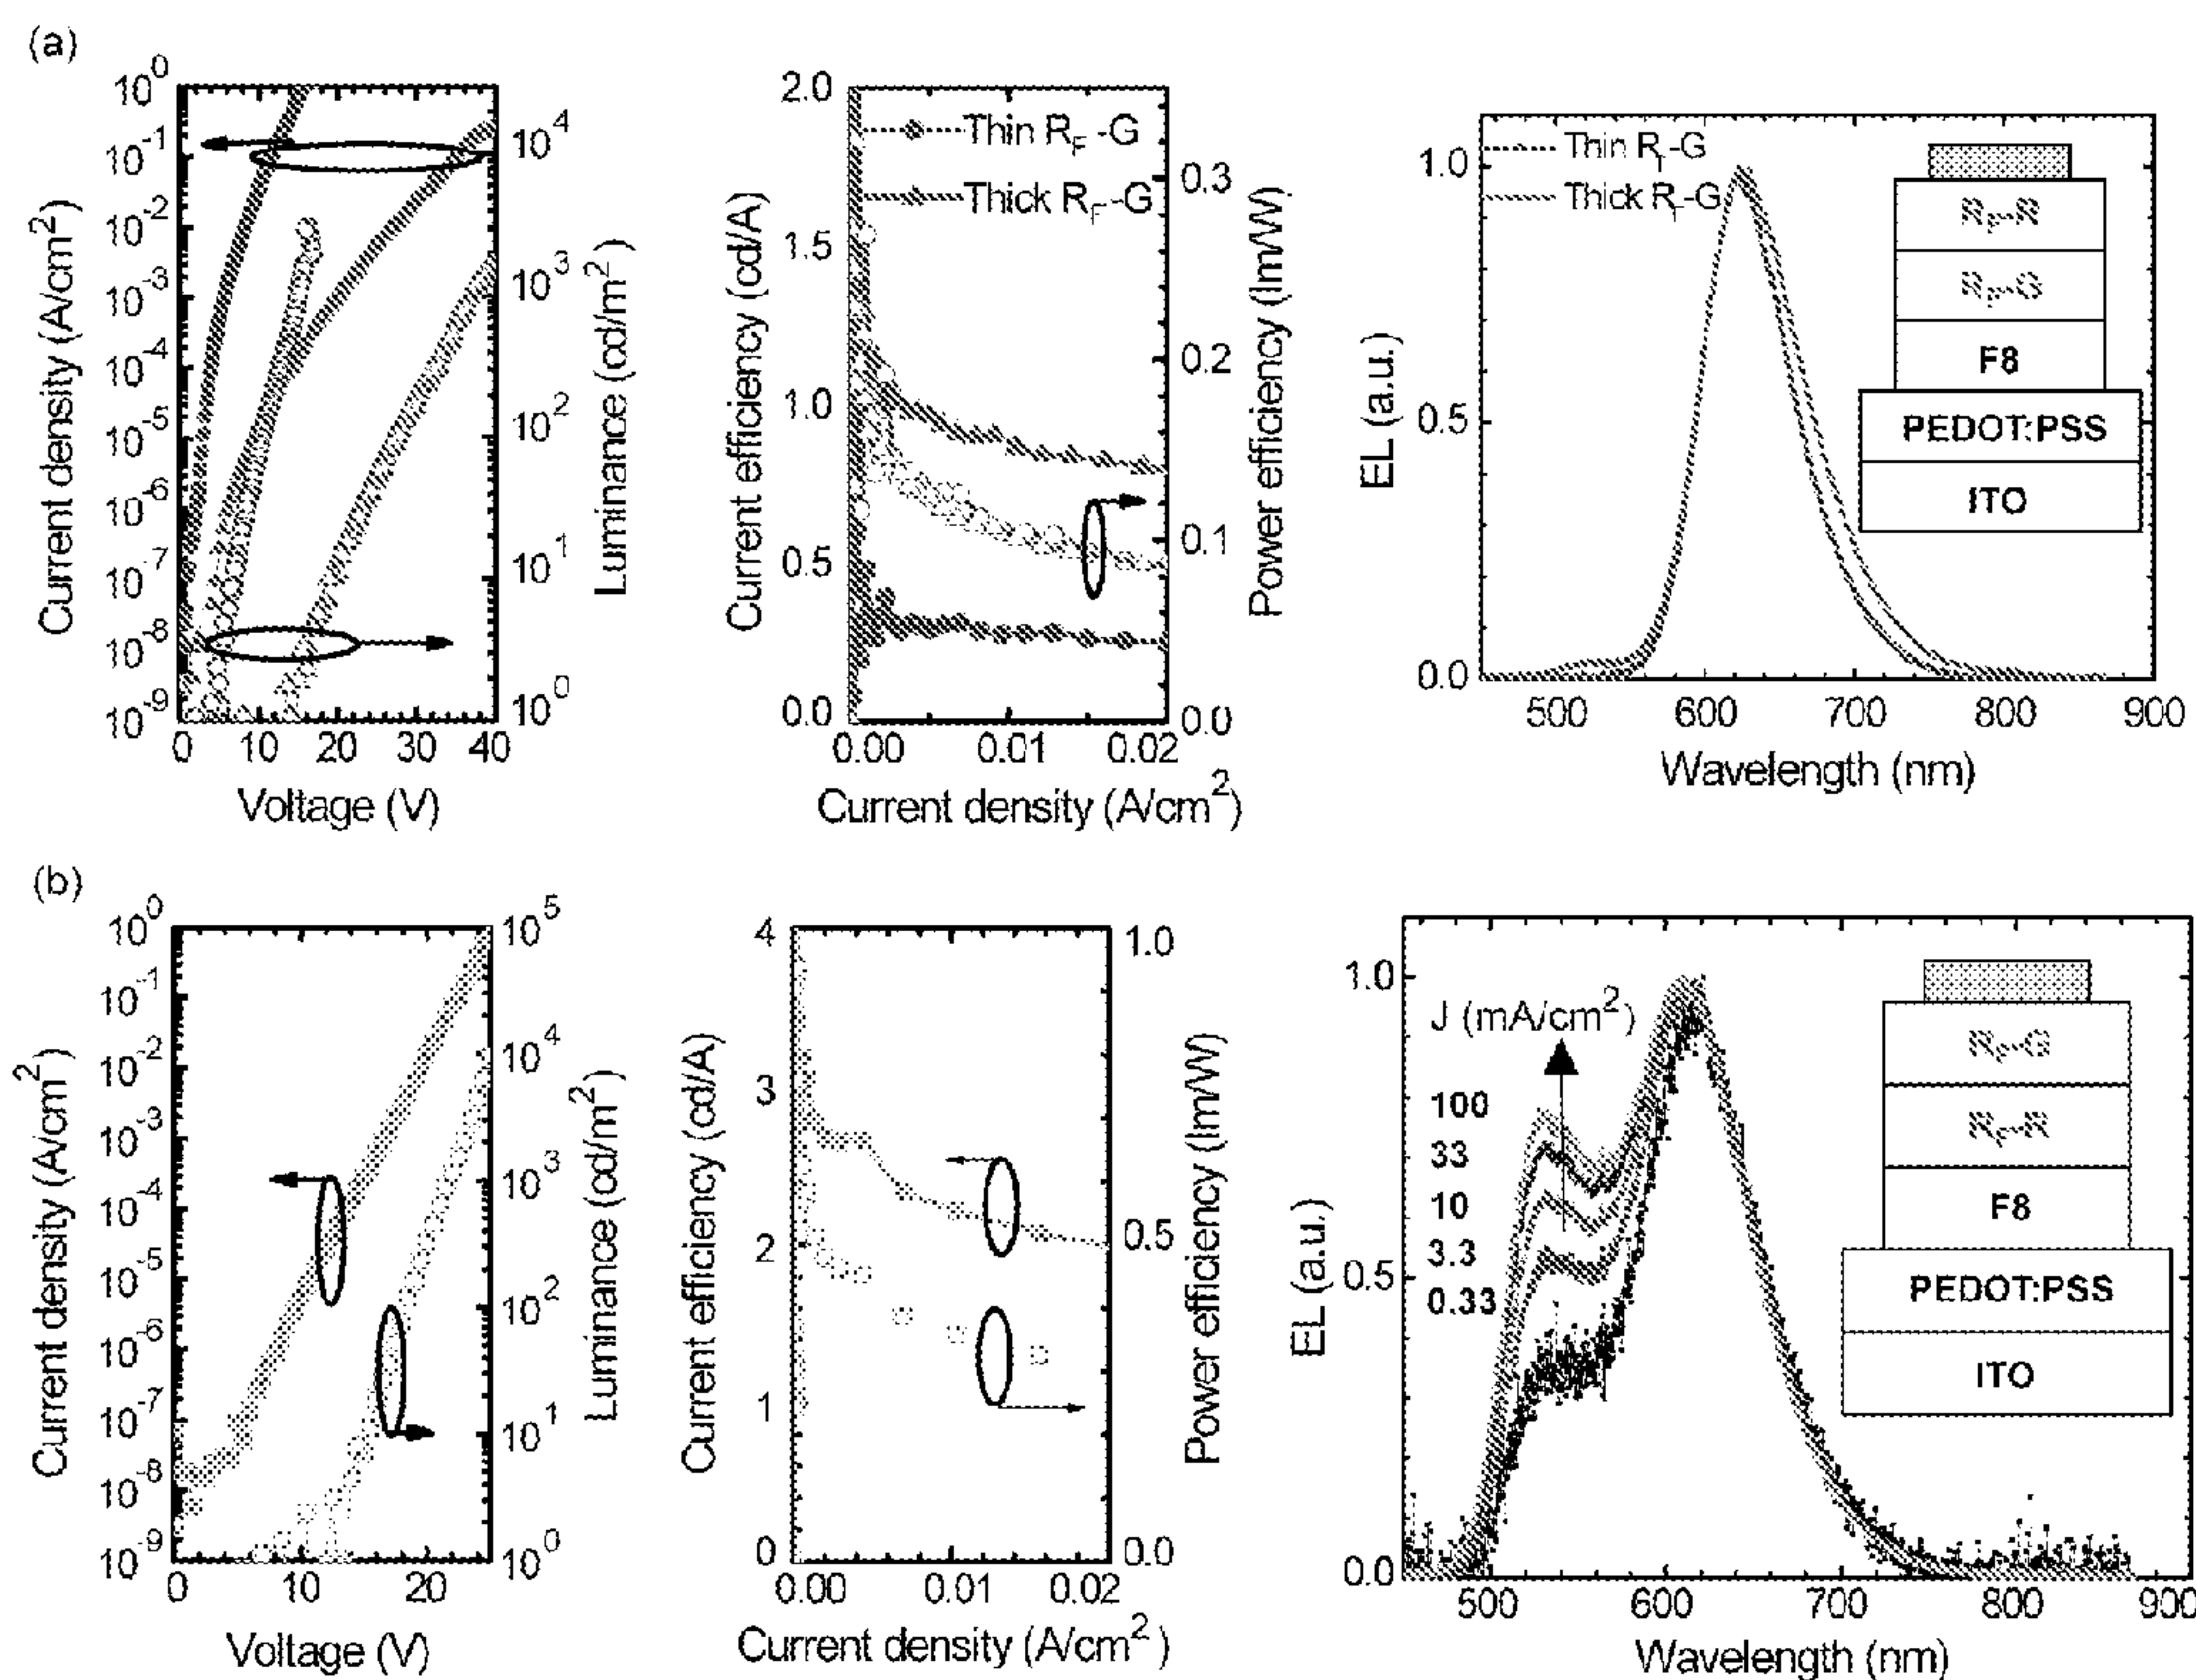 (a)
10^0
10^-1
10^-2
10^-3
10^-4
10^-5
10^-6
10^-7
10^-8
10^-9
Current density (A/cm^2)
10^4
10^3
10^2
10^1
10^0
Luminance (cd/m^2)
0 10 20 30 40
Voltage (V)
2.0
1.5
1.0
0.5
0.0
Current efficiency (cd/A)
Thin R_F-G
Thick R_F-G
0.3
0.2
0.1
0.0
Power efficiency (lm/W)
0.00 0.01 0.02
Current density (A/cm^2)
1.0
0.5
0.0
EL (a.u.)
Thin R_F-G
Thick R_F-G
R_F-R
R_F-G
F8
PEDOT:PSS
ITO
500 600 700 800 900
Wavelength (nm)
(b)
10^0
10^-1
10^-2
10^-3
10^-4
10^-5
10^-6
10^-7
10^-8
10^-9
Current density (A/cm^2)
10^5
10^4
10^3
10^2
10^1
10^0
Luminance (cd/m^2)
0 10 20
Voltage (V)
4
3
2
1
0
Current efficiency (cd/A)
1.0
0.5
0.0
Power efficiency (lm/W)
0.00 0.01 0.02
Current density (A/cm^2)
1.0
0.5
0.0
EL (a.u.)
J (mA/cm^2)
100
33
10
3.3
0.33
R_F-G
R_F-R
F8
PEDOT:PSS
ITO
500 600 700 800 900
Wavelength (nm)